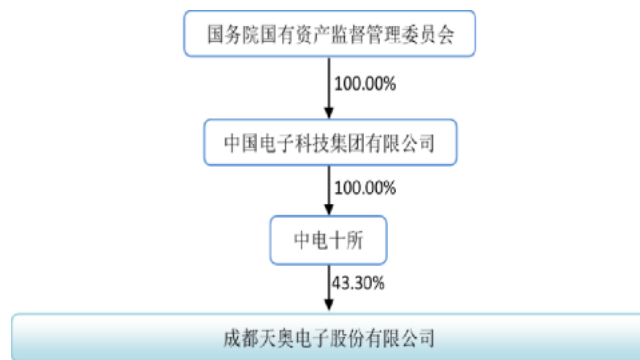 国务院国有资产监督管理委员会
100.00%
中国电子科技集团有限公司
100.00%
中电十所
43.30%
成都天奥电子股份有限公司